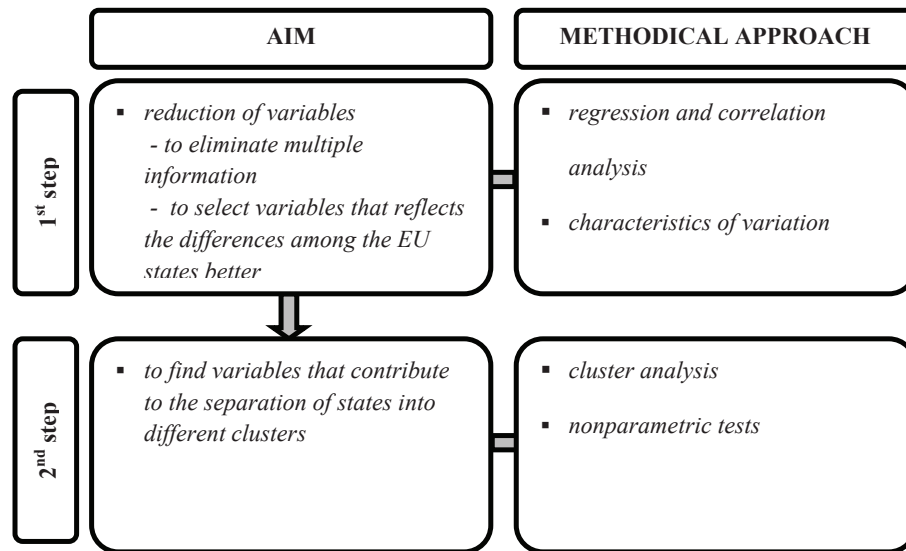 AIM
METHODICAL APPROACH
1st step
▪ reduction of variables
- to eliminate multiple
information
- to select variables that reflects
the differences among the EU
states better
▪ regression and correlation
analysis
▪ characteristics of variation
2nd step
▪ to find variables that contribute
to the separation of states into
different clusters
▪ cluster analysis
▪ nonparametric tests